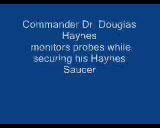 Commander Dr. Douglas
Haynes
monitors probes while
securing his Haynes
Saucer